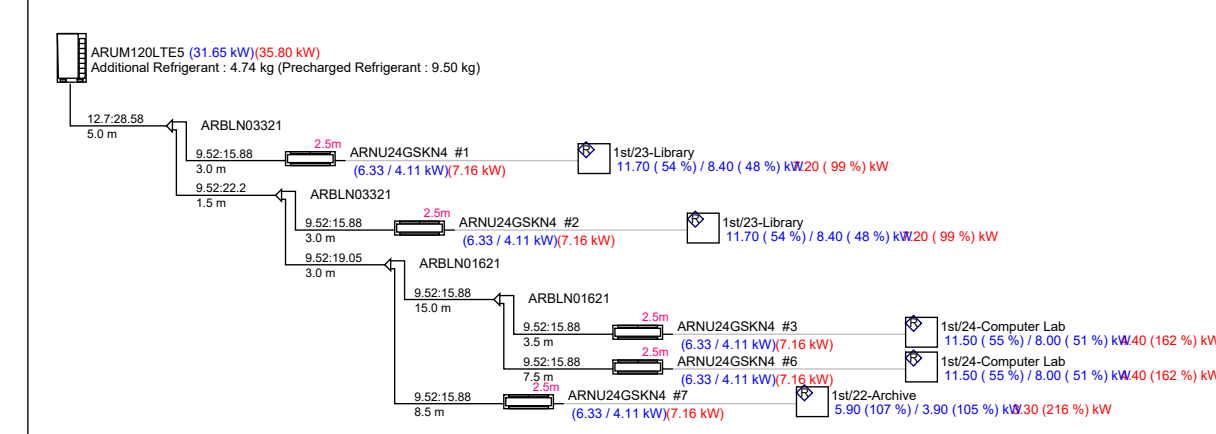 ARUM120LTE5 (31.65 kW)(35.80 kW)
Additional Refrigerant : 4.74 kg (Precharged Refrigerant : 9.50 kg)
12.7:28.58
5.0 m
ARBLN03321
9.52:15.88
3.0 m
2.5m
ARNU24GSKN4 #1
(6.33 / 4.11 kW)(7.16 kW)
R
1st/23-Library
11.70 ( 54 %) / 8.40 ( 48 %) kW 7.20 ( 99 %) kW
9.52:22.2
1.5 m
ARBLN03321
9.52:15.88
3.0 m
2.5m
ARNU24GSKN4 #2
(6.33 / 4.11 kW)(7.16 kW)
R
1st/23-Library
11.70 ( 54 %) / 8.40 ( 48 %) kW 7.20 ( 99 %) kW
9.52:19.05
3.0 m
ARBLN01621
9.52:15.88
15.0 m
ARBLN01621
9.52:15.88
3.5 m
2.5m
ARNU24GSKN4 #3
(6.33 / 4.11 kW)(7.16 kW)
R
1st/24-Computer Lab
11.50 ( 55 %) / 8.00 ( 51 %) kW 4.40 (162 %) kW
9.52:15.88
7.5 m
2.5m
ARNU24GSKN4 #6
(6.33 / 4.11 kW)(7.16 kW)
R
1st/24-Computer Lab
11.50 ( 55 %) / 8.00 ( 51 %) kW 4.40 (162 %) kW
9.52:15.88
8.5 m
2.5m
ARNU24GSKN4 #7
(6.33 / 4.11 kW)(7.16 kW)
R
1st/22-Archive
5.90 (107 %) / 3.90 (105 %) kW 3.30 (216 %) kW